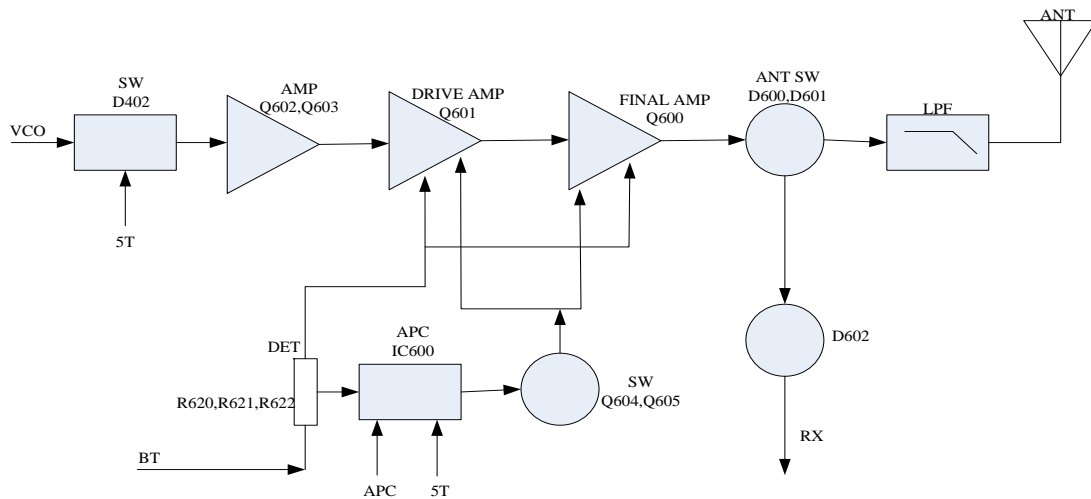 ANT
SW
D402
AMP
Q602,Q603
DRIVE AMP
Q601
FINAL AMP
Q600
ANT SW
D600,D601
LPF
VCO
5T
APC
IC600
DET
D602
SW
Q604,Q605
R620,R621,R622
RX
BT
APC
5T